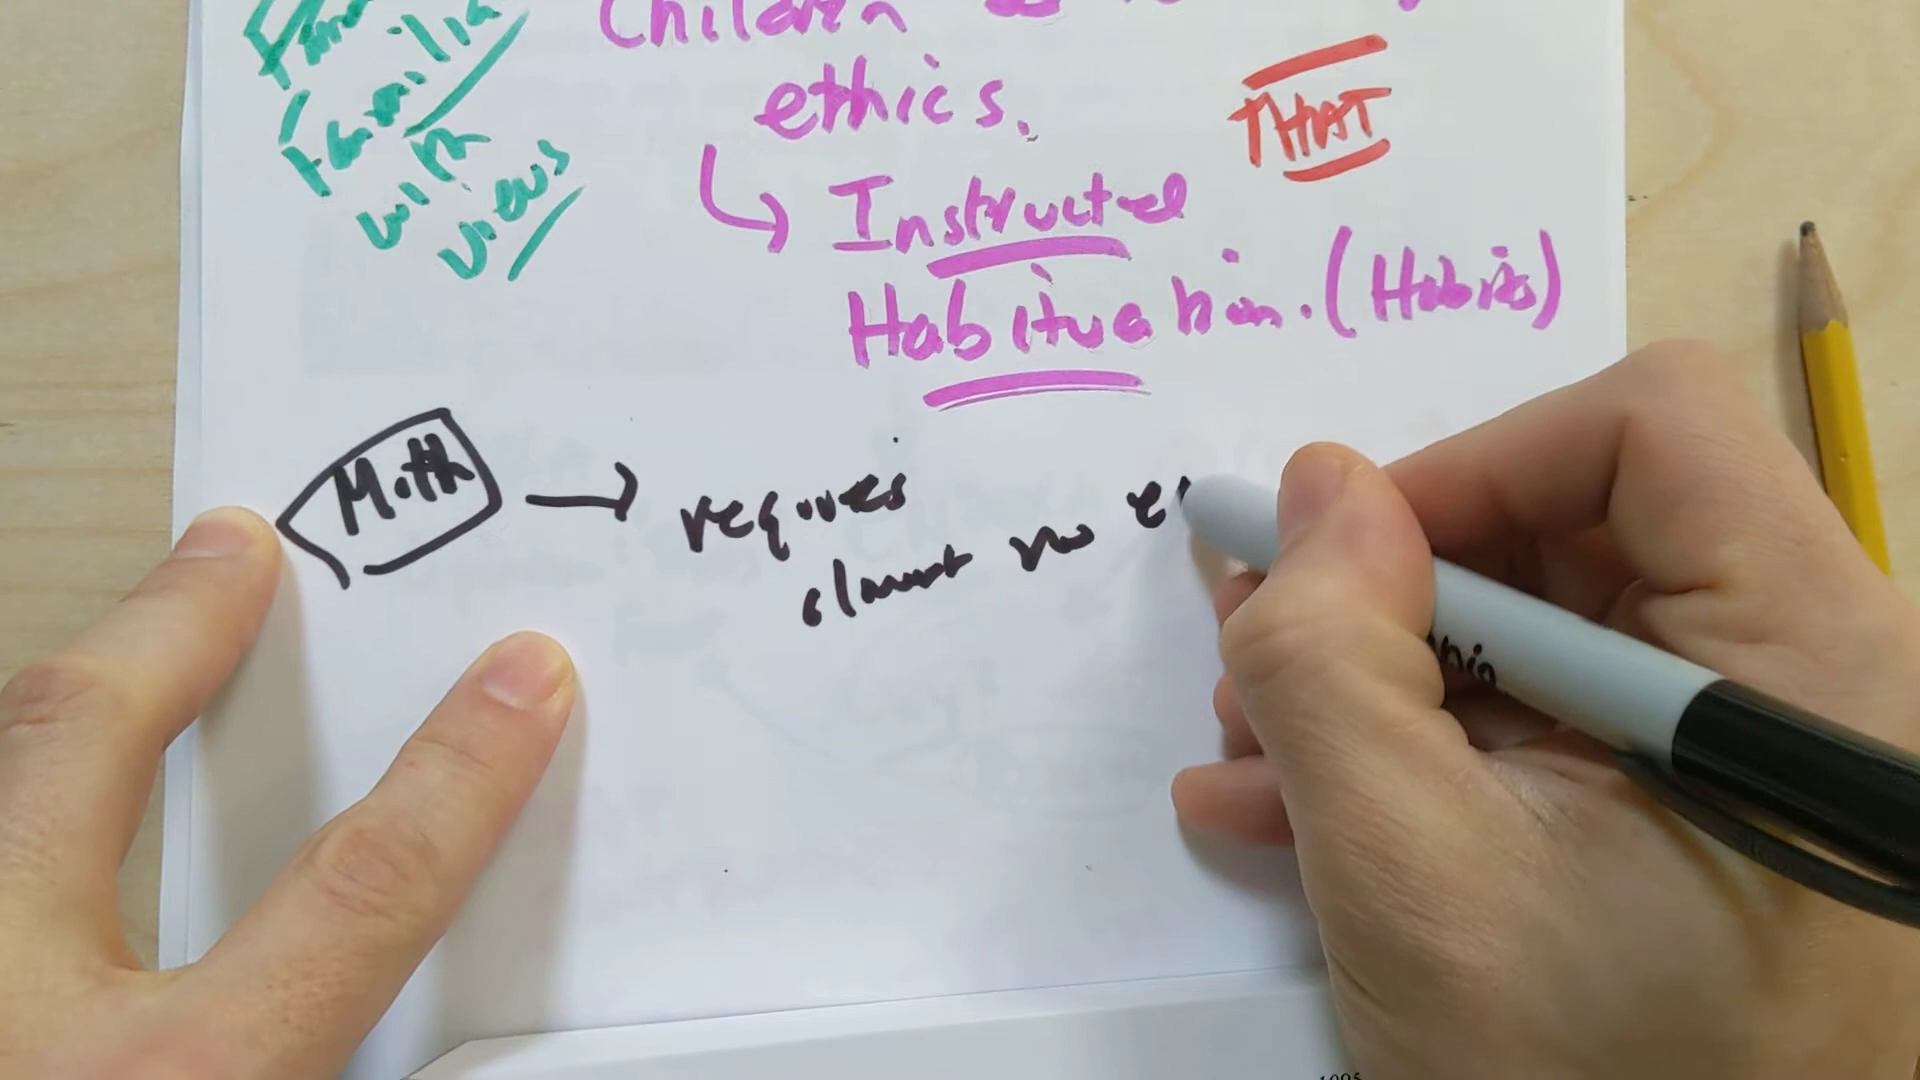 Familia
with
views
Children
ethics.
THAT
Instructed
Habituation. (Habits)
Math → requires
almost no e